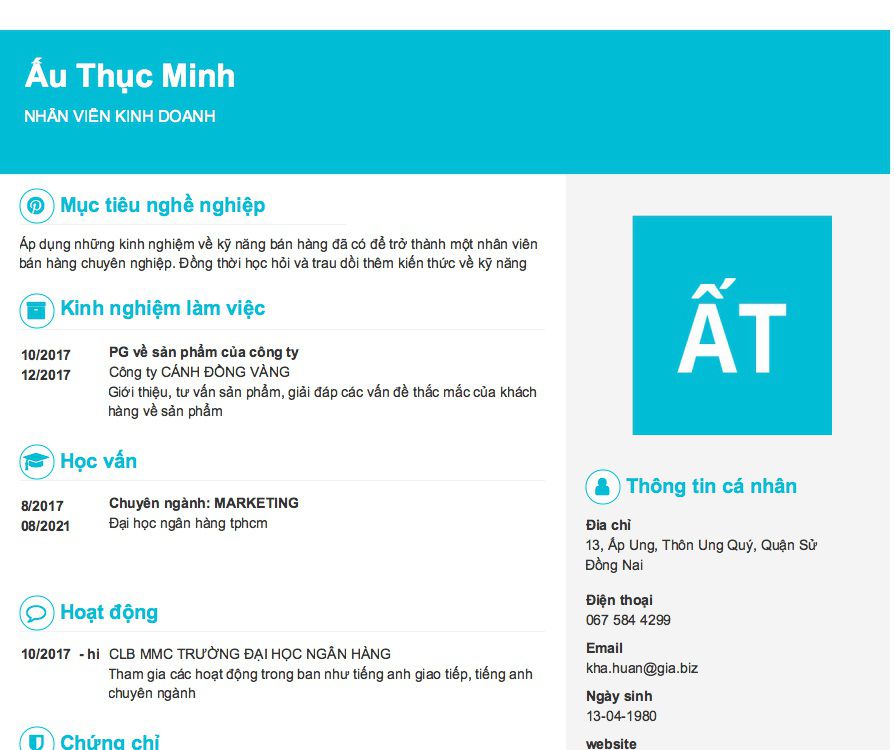 Ấu Thục Minh
NHÂN VIÊN KINH DOANH
Mục tiêu nghề nghiệp
Áp dụng những kinh nghiệm về kỹ năng bán hàng đã có để trở thành một nhân viên
bán hàng chuyên nghiệp. Đồng thời học hỏi và trau dồi thêm kiến thức về kỹ năng
Kinh nghiệm làm việc
10/2017
12/2017
PG về sản phẩm của công ty
Công ty CÁNH ĐỒNG VÀNG
Giới thiệu, tư vấn sản phẩm, giải đáp các vấn đề thắc mắc của khách
hàng về sản phẩm
Học vấn
8/2017
08/2021
Chuyên ngành: MARKETING
Đại học ngân hàng tphcm
Hoạt động
10/2017 - hi
CLB MMC TRƯỜNG ĐẠI HỌC NGÂN HÀNG
Tham gia các hoạt động trong ban như tiếng anh giao tiếp, tiếng anh
chuyên ngành
Chứng chỉ
ẤT
Thông tin cá nhân
Đia chỉ
13, Ấp Ung, Thôn Ung Quý, Quận Sử
Đồng Nai
Điện thoại
067 584 4299
Email
kha.huan@gia.biz
Ngày sinh
13-04-1980
website